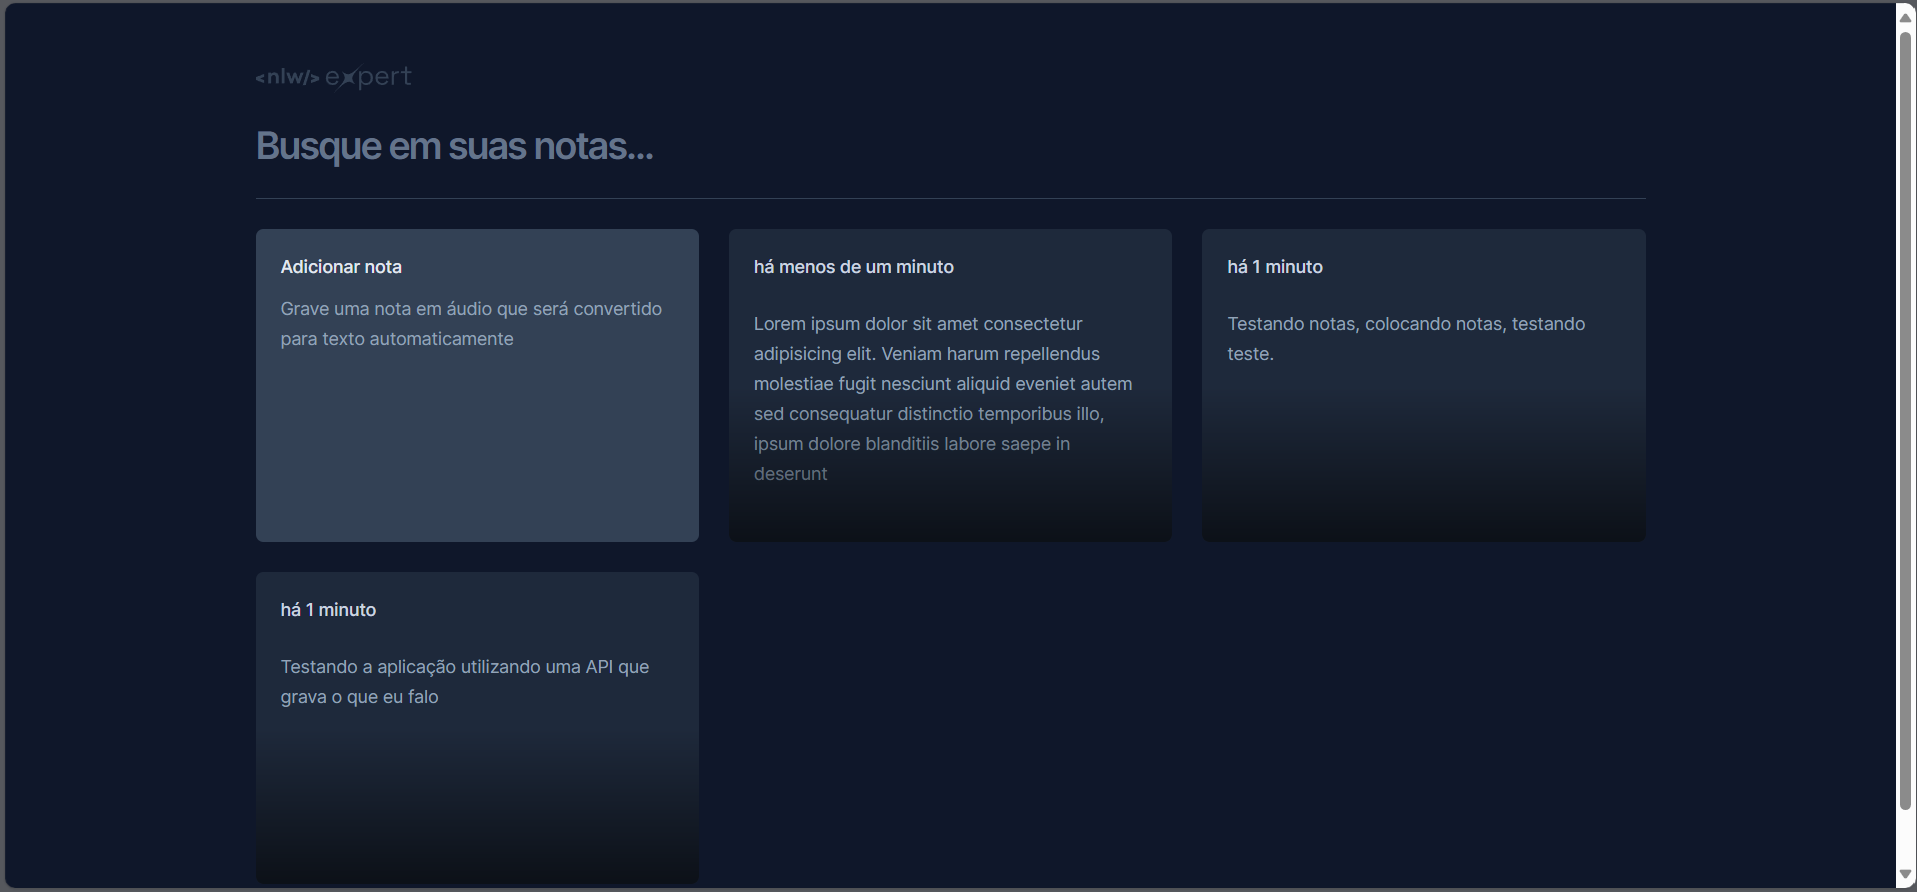 <nlw/> expert
Busque em suas notas...
Adicionar nota
Grave uma nota em áudio que será convertido
para texto automaticamente
há menos de um minuto
Lorem ipsum dolor sit amet consectetur
adipisicing elit. Veniam harum repellendus
molestiae fugit nesciunt aliquid eveniet autem
sed consequatur distinctio temporibus illo,
ipsum dolore blanditiis labore saepe in
deserunt
há 1 minuto
Testando notas, colocando notas, testando
teste.
há 1 minuto
Testando a aplicação utilizando uma API que
grava o que eu falo